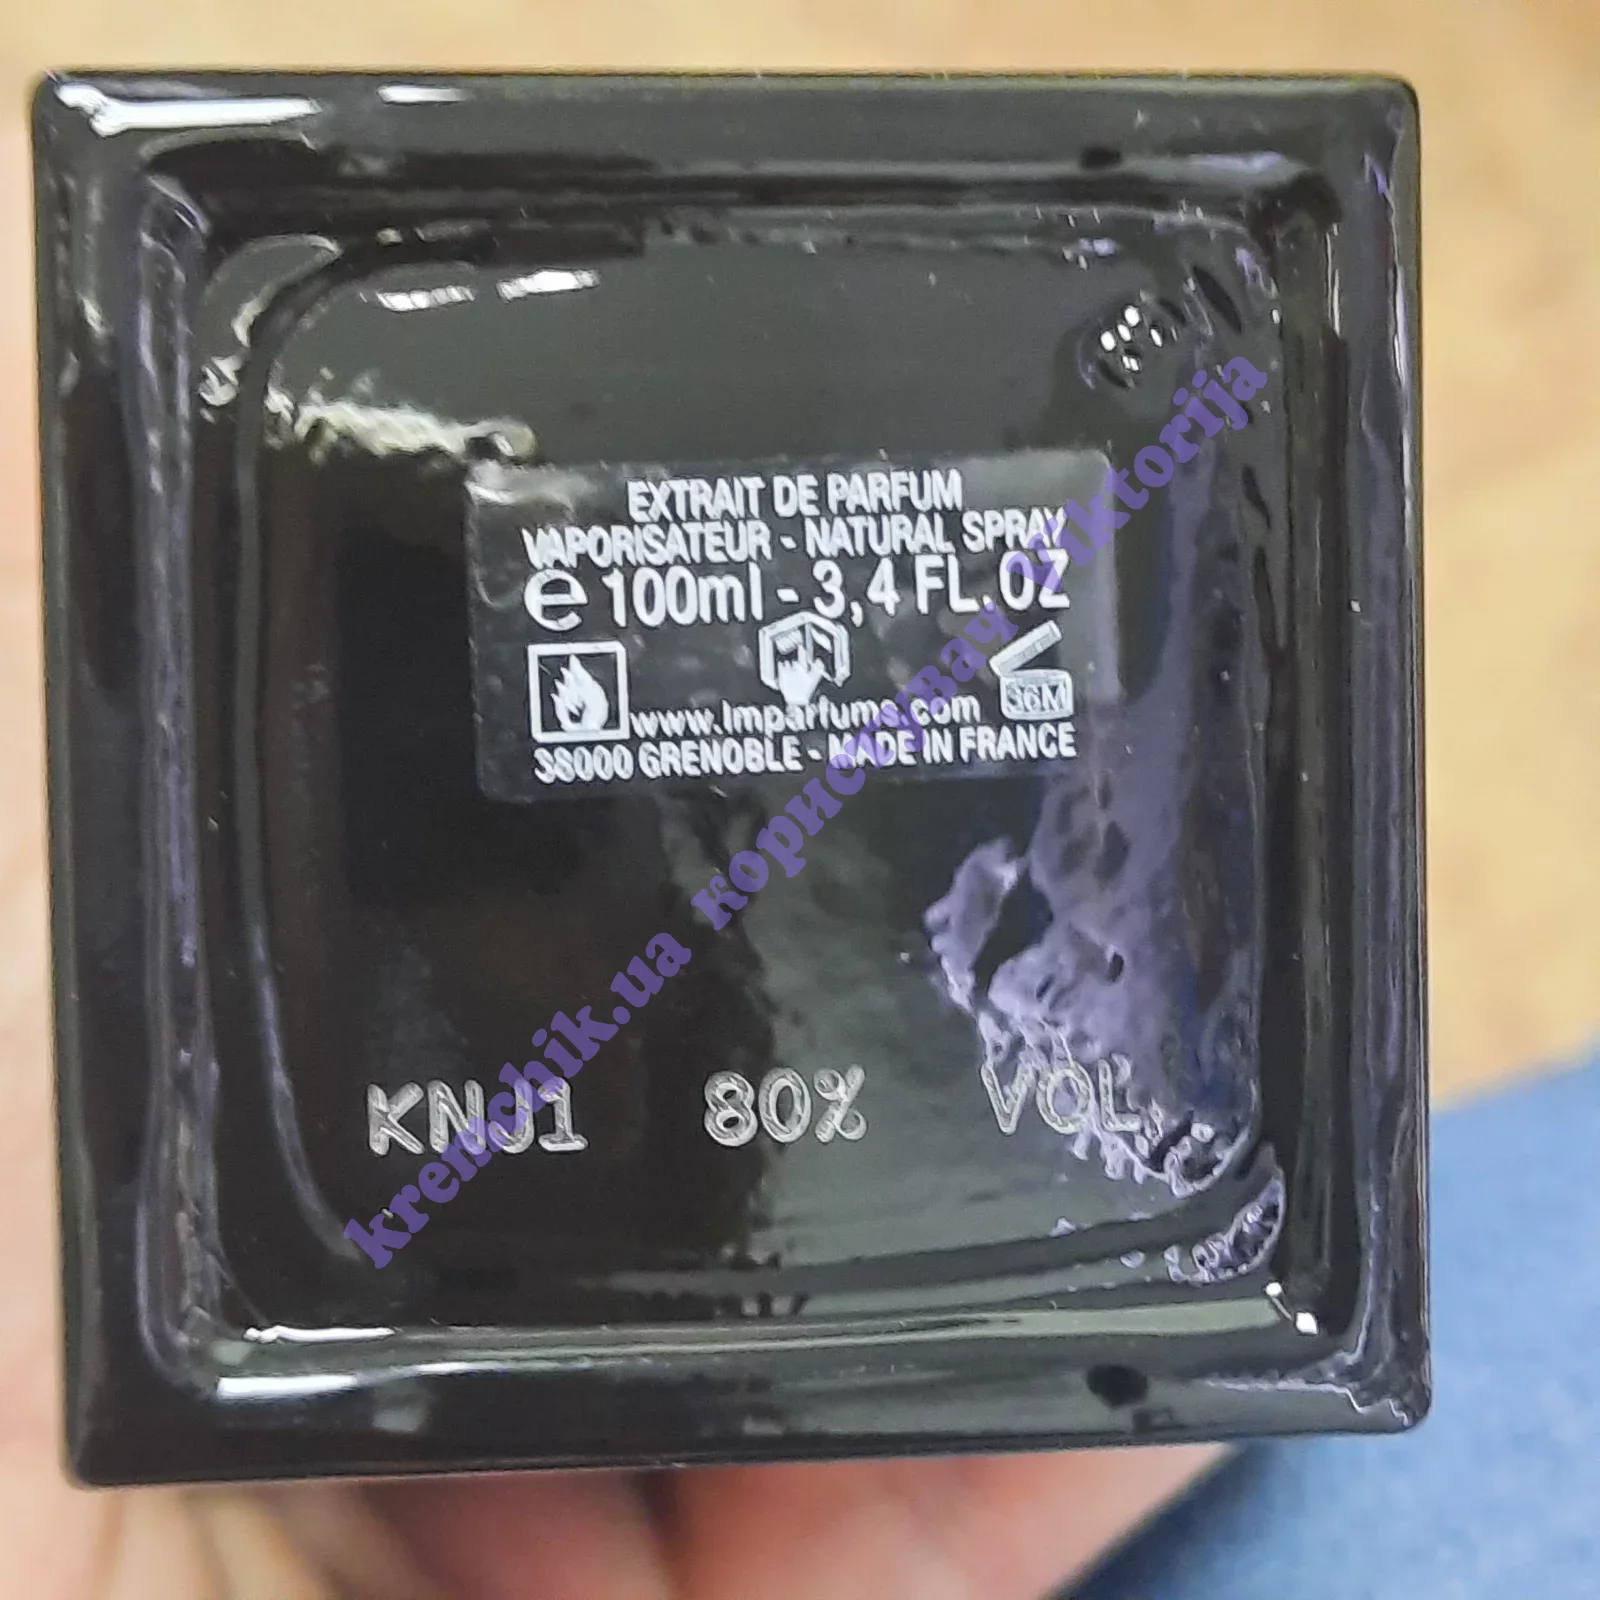 EXTRAIT DE PARFUM
VAPORISATEUR - NATURAL SPRAY
e 100ml - 3,4 FL.OZ
36M
www.lmparfums.com
38000 GRENOBLE - MADE IN FRANCE
KNJ1 80% VOL.
kremchik.ua користувач Viktorija